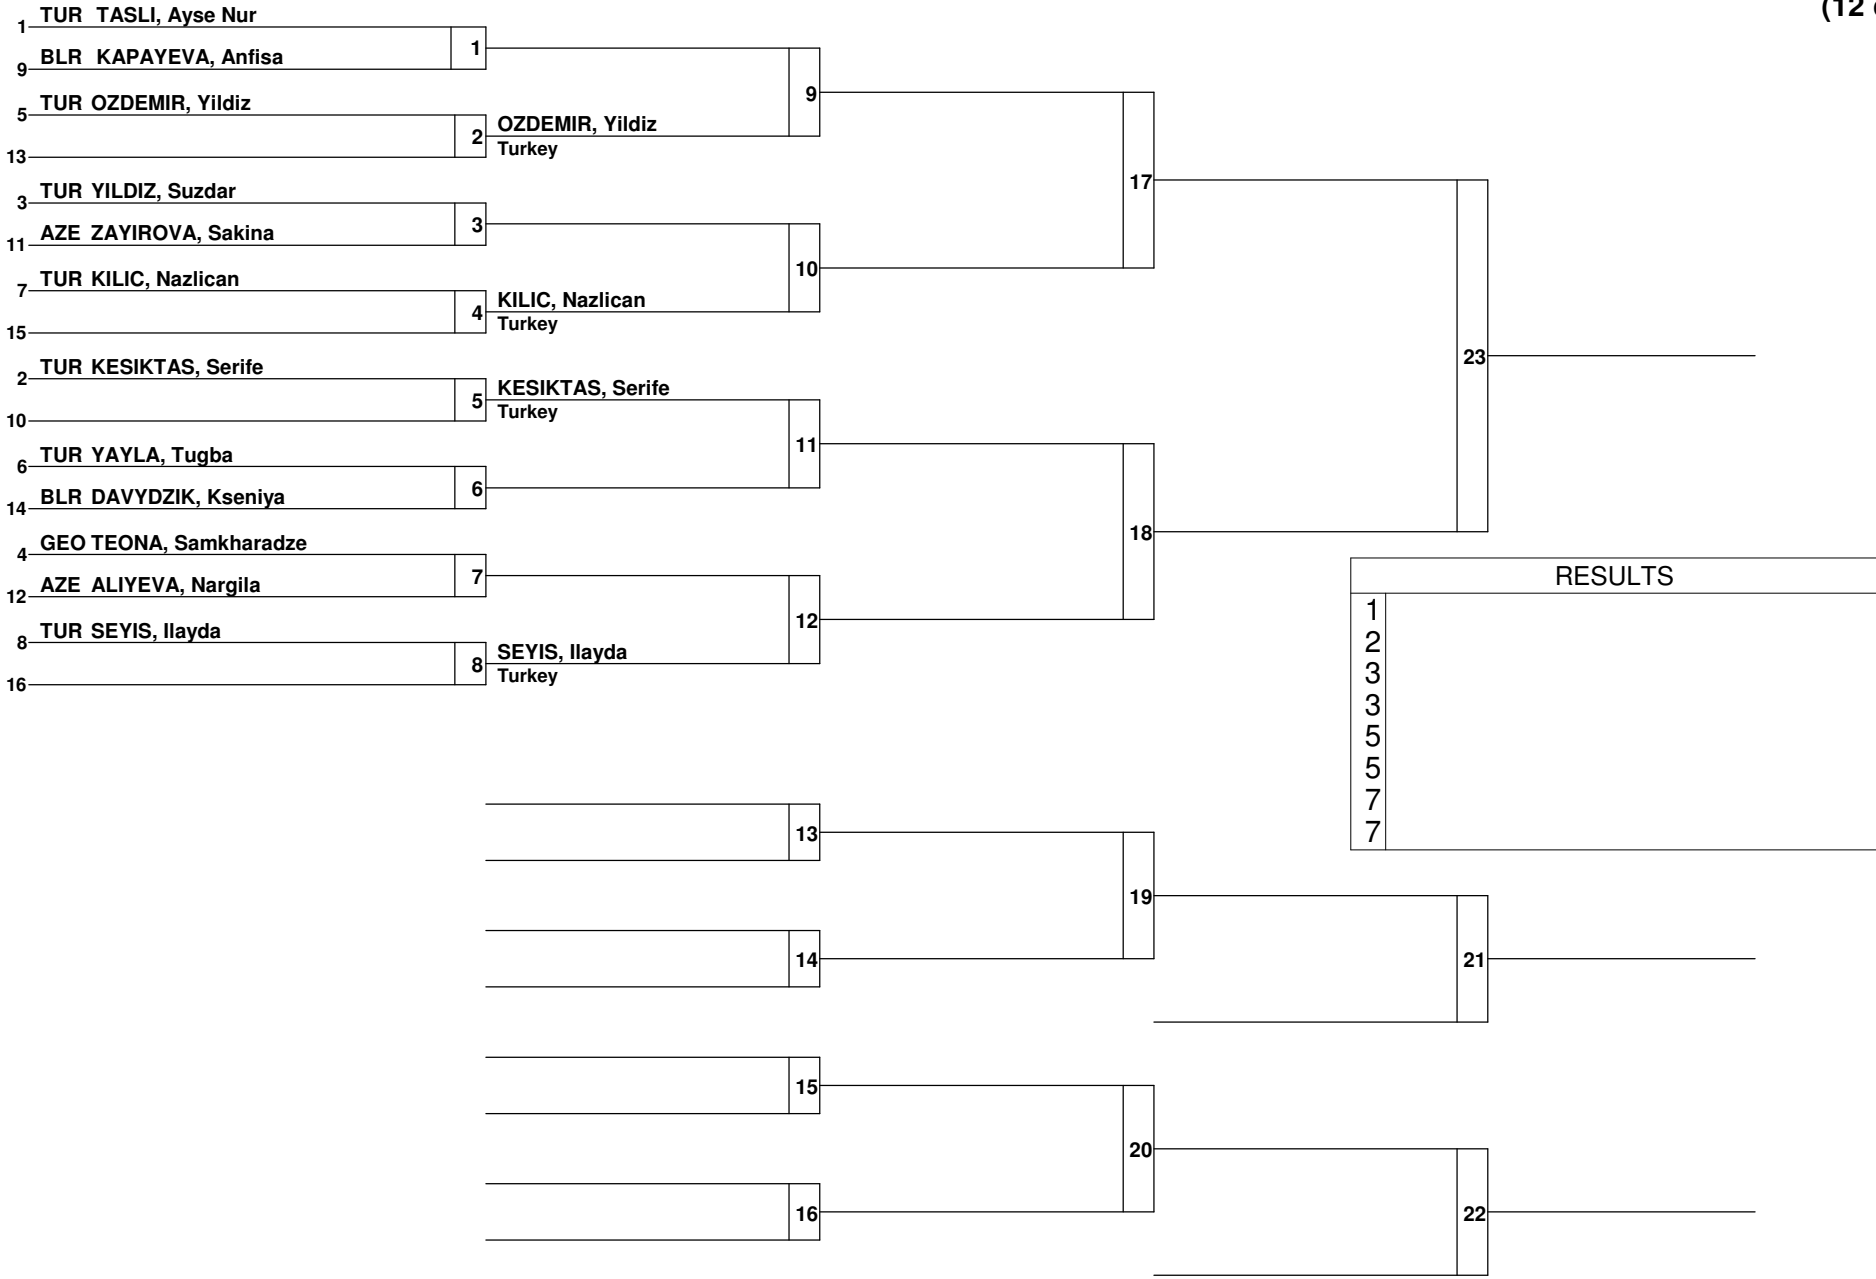 (12
1 TUR TASLI, Ayse Nur
1
9 BLR KAPAYEVA, Anfisa
9
5 TUR OZDEMIR, Yildiz
2 OZDEMIR, Yildiz
Turkey
13
17
3 TUR YILDIZ, Suzdar
3
11 AZE ZAYIROVA, Sakina
10
7 TUR KILIC, Nazlican
4 KILIC, Nazlican
Turkey
15
23
2 TUR KESIKTAS, Serife
5 KESIKTAS, Serife
Turkey
10
11
6 TUR YAYLA, Tugba
6
14 BLR DAVYDZIK, Kseniya
18
4 GEO TEONA, Samkharadze
7
12 AZE ALIYEVA, Nargila
12
8 TUR SEYIS, Ilayda
8 SEYIS, Ilayda
Turkey
16
RESULTS
1
2
3
3
5
5
7
7
13
19
14
21
15
20
16
22